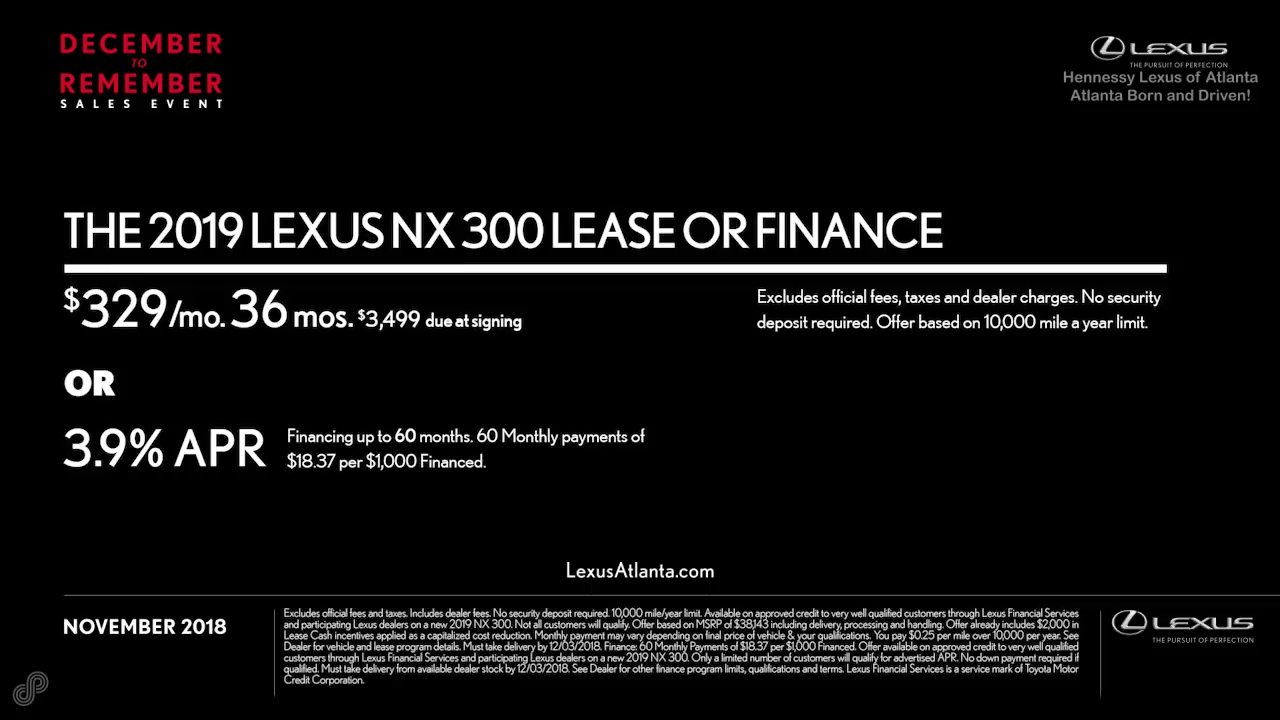 DECEMBER
TO
REMEMBER
SALES EVENT
LEXUS
THE PURSUIT OF PERFECTION
Hennessy Lexus of Atlanta
Atlanta Born and Driven!
THE 2019 LEXUS NX 300 LEASE OR FINANCE
$329/mo. 36 mos. $3,499 due at signing
Excludes official fees, taxes and dealer charges. No security
deposit required. Offer based on 10,000 mile a year limit.
OR
3.9% APR
Financing up to 60 months. 60 Monthly payments of
$18.37 per $1,000 Financed.
LexusAtlanta.com
NOVEMBER 2018
Excludes official fees and taxes. Includes dealer fees. No security deposit required. 10,000 mile/year limit. Available on approved credit to very well qualified customers through Lexus Financial Services
and participating Lexus dealers on a new 2019 NX 300. Not all customers will qualify. Offer based on MSRP of $38,143 including delivery, processing and handling. Offer already includes $2,000 in
Lease Cash incentives applied as a capitalized cost reduction. Monthly payment may vary depending on final price of vehicle & your qualifications. You pay $0.25 per mile over 10,000 per year. See
Dealer for vehicle and lease program details. Must take delivery by 12/03/2018. Finance: 60 Monthly Payments of $18.37 per $1,000 Financed. Offer available on approved credit to very well qualified
customers through Lexus Financial Services and participating Lexus dealers on a new 2019 NX 300. Only a limited number of customers will qualify for advertised APR. No down payment required if
qualified. Must take delivery from available dealer stock by 12/03/2018. See Dealer for other finance program limits, qualifications and terms. Lexus Financial Services is a service mark of Toyota Motor
Credit Corporation.
LEXUS
THE PURSUIT OF PERFECTION